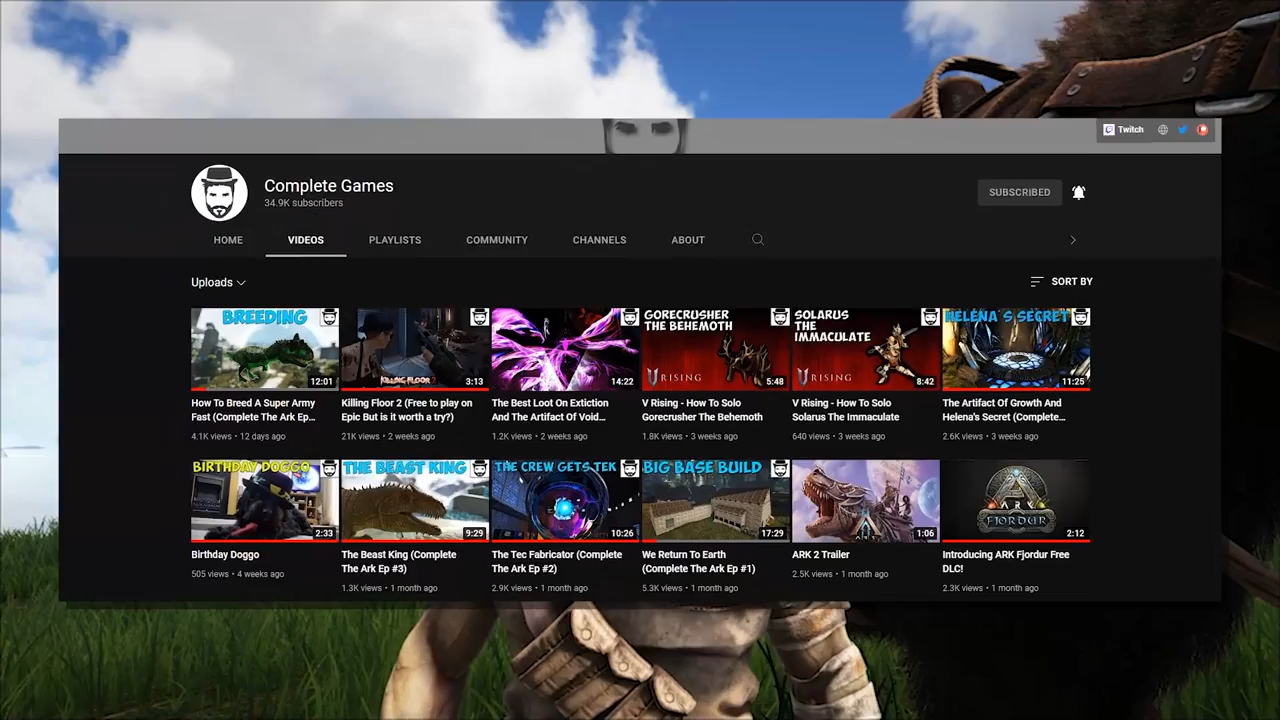 Twitch
Complete Games
34.9K subscribers
SUBSCRIBED
HOME VIDEOS PLAYLISTS COMMUNITY CHANNELS ABOUT
Uploads
SORT BY
BREEDING
12:01
How To Breed A Super Army
Fast (Complete The Ark Ep...
4.1K views • 12 days ago
KILLING FLOOR 2
3:13
Killing Floor 2 (Free to play on
Epic But is it worth a try?)
21K views • 2 weeks ago
14:22
The Best Loot On Extiction
And The Artifact Of Void...
1.2K views • 2 weeks ago
GORECRUSHER
THE BEHEMOTH
V RISING
5:48
V Rising - How To Solo
Gorecrusher The Behemoth
1.8K views • 3 weeks ago
SOLARUS
THE
IMMACULATE
V RISING
8:42
V Rising - How To Solo
Solarus The Immaculate
640 views • 3 weeks ago
HELENA'S SECRET
11:25
The Artifact Of Growth And
Helena's Secret (Complete...
2.6K views • 3 weeks ago
BIRTHDAY DOGGO
2:33
Birthday Doggo
505 views • 4 weeks ago
THE BEAST KING
9:29
The Beast King (Complete
The Ark Ep #3)
1.3K views • 1 month ago
THE CREW GETS TEK
10:26
The Tec Fabricator (Complete
The Ark Ep #2)
2.9K views • 1 month ago
BIG BASE BUILD
17:29
We Return To Earth
(Complete The Ark Ep #1)
5.3K views • 1 month ago
1:06
ARK 2 Trailer
2.5K views • 1 month ago
ARK
FJORDUR
2:12
Introducing ARK Fjordur Free
DLC!
2.3K views • 1 month ago